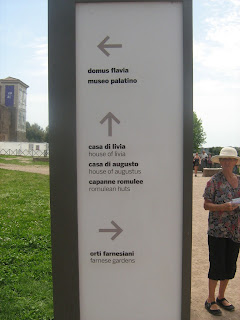 domus flavia
museo palatino
casa di livia
house of livia
casa di augusto
house of augustus
capanne romulee
romulean huts
orti farnesiani
farnese gardens